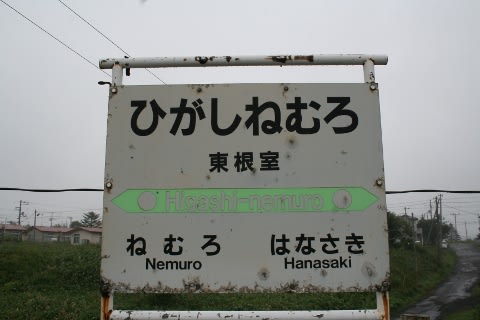 ひがしねむろ
東根室
Higashi-nemuro
ねむろ はなさき
Nemuro Hanasaki